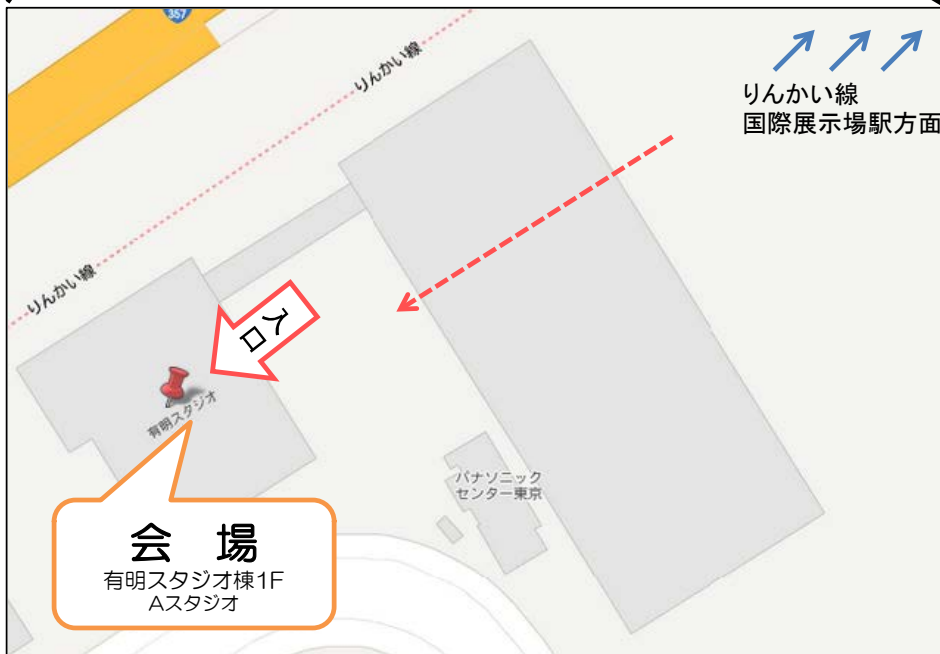 357
りんかい線
りんかい線
国際展示場駅方面
りんかい線
入口
有明スタジオ
パナソニック
センター東京
会 場
有明スタジオ棟1F
Aスタジオ